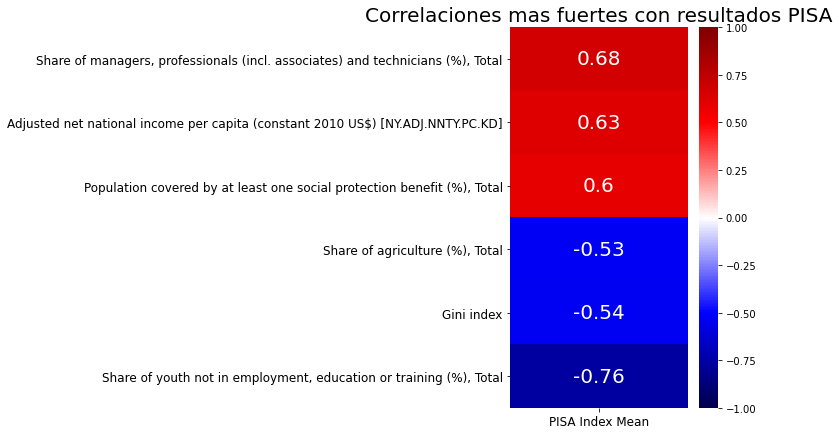 Correlaciones mas fuertes con resultados PISA
Share of managers, professionals (incl. associates) and technicians (%), Total
0.68
Adjusted net national income per capita (constant 2010 US$) [NY.ADJ.NNTY.PC.KD]
0.63
Population covered by at least one social protection benefit (%), Total
0.6
Share of agriculture (%), Total
-0.53
Gini index
-0.54
Share of youth not in employment, education or training (%), Total
-0.76
PISA Index Mean
1.00
0.75
0.50
0.25
0.00
−0.25
−0.50
−0.75
−1.00